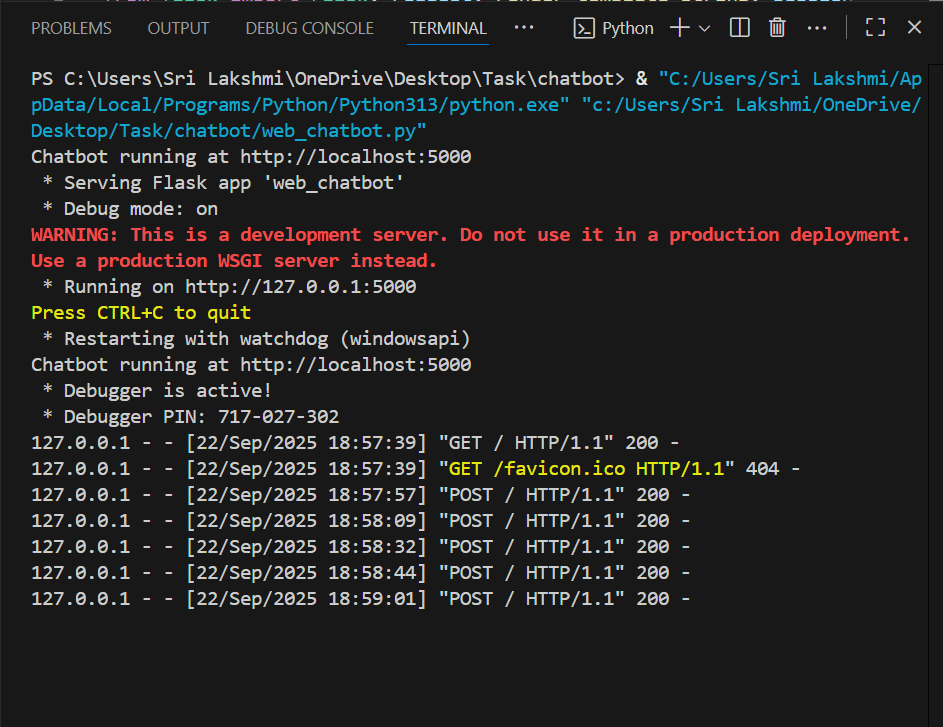 PROBLEMS OUTPUT DEBUG CONSOLE TERMINAL ··· Python ···
PS C:\Users\Sri Lakshmi\OneDrive\Desktop\Task\chatbot> & "C:/Users/Sri Lakshmi/Ap
pData/Local/Programs/Python/Python313/python.exe" "c:/Users/Sri Lakshmi/OneDrive/
Desktop/Task/chatbot/web_chatbot.py"
Chatbot running at http://localhost:5000
 * Serving Flask app 'web_chatbot'
 * Debug mode: on
WARNING: This is a development server. Do not use it in a production deployment.
Use a production WSGI server instead.
 * Running on http://127.0.0.1:5000
Press CTRL+C to quit
 * Restarting with watchdog (windowsapi)
Chatbot running at http://localhost:5000
 * Debugger is active!
 * Debugger PIN: 717-027-302
127.0.0.1 - - [22/Sep/2025 18:57:39] "GET / HTTP/1.1" 200 -
127.0.0.1 - - [22/Sep/2025 18:57:39] "GET /favicon.ico HTTP/1.1" 404 -
127.0.0.1 - - [22/Sep/2025 18:57:57] "POST / HTTP/1.1" 200 -
127.0.0.1 - - [22/Sep/2025 18:58:09] "POST / HTTP/1.1" 200 -
127.0.0.1 - - [22/Sep/2025 18:58:32] "POST / HTTP/1.1" 200 -
127.0.0.1 - - [22/Sep/2025 18:58:44] "POST / HTTP/1.1" 200 -
127.0.0.1 - - [22/Sep/2025 18:59:01] "POST / HTTP/1.1" 200 -